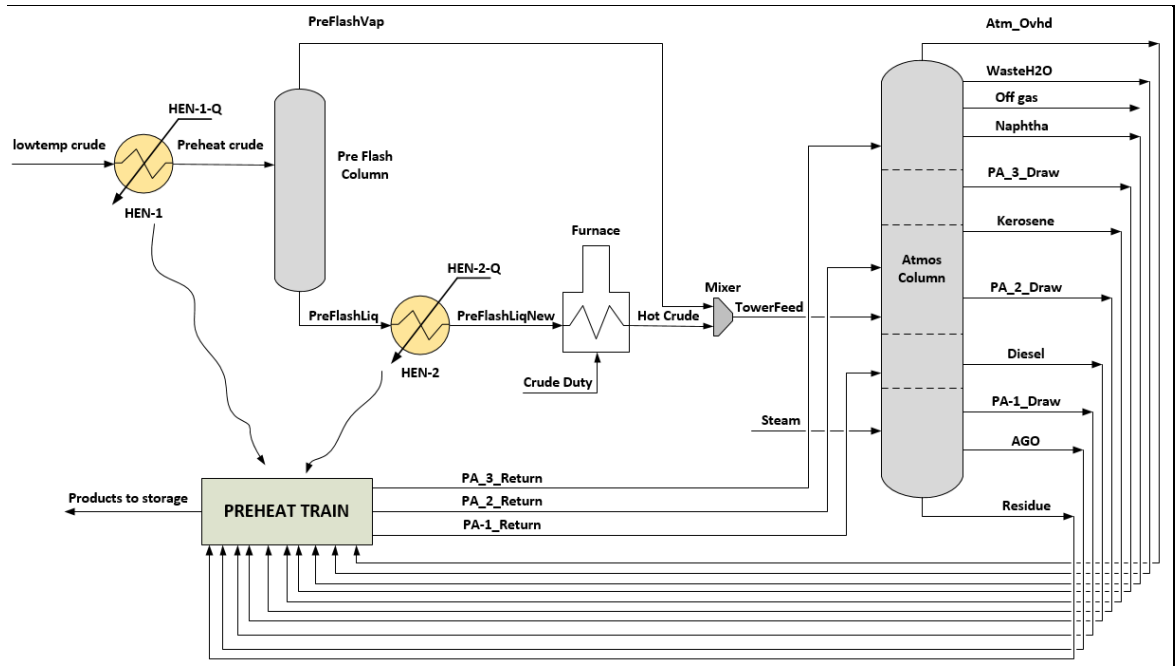 PreFlashVap
Atm_Ovhd
WasteH2O
Off gas
Naphtha
HEN-1-Q
lowtemp crude
Preheat crude
HEN-1
Pre Flash
Column
PA_3_Draw
Kerosene
Furnace
Atmos
Column
HEN-2-Q
Mixer
PA_2_Draw
PreFlashLiq
PreFlashLiqNew
Hot Crude
TowerFeed
HEN-2
Crude Duty
Diesel
PA-1_Draw
Steam
AGO
PA_3_Return
Products to storage
PREHEAT TRAIN
PA_2_Return
Residue
PA-1_Return